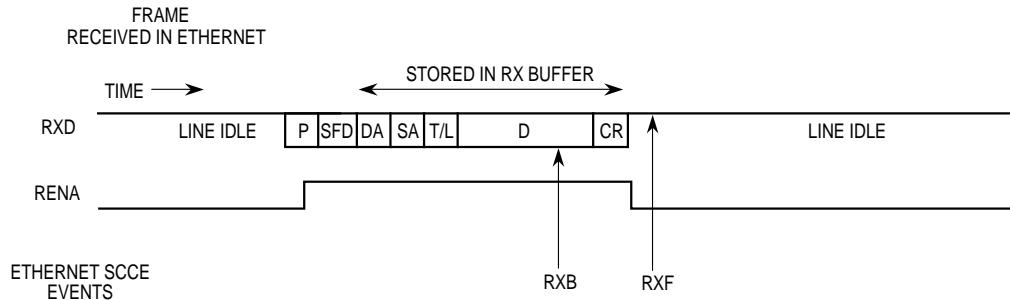 FRAME
RECEIVED IN ETHERNET
STORED IN RX BUFFER
TIME
RXD
LINE IDLE
P
SFD
DA
SA
T/L
D
CR
LINE IDLE
RENA
RXB
RXF
ETHERNET SCCE
EVENTS